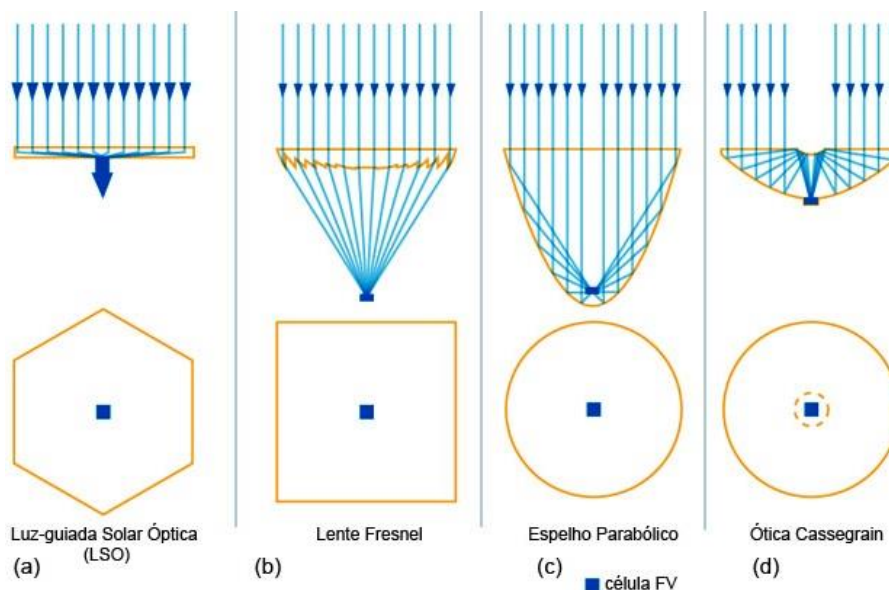 Luz-guiada Solar Óptica
(LSO)
Lente Fresnel
Espelho Parabólico
Ótica Cassegrain
(a)
(b)
(c)
(d)
célula FV